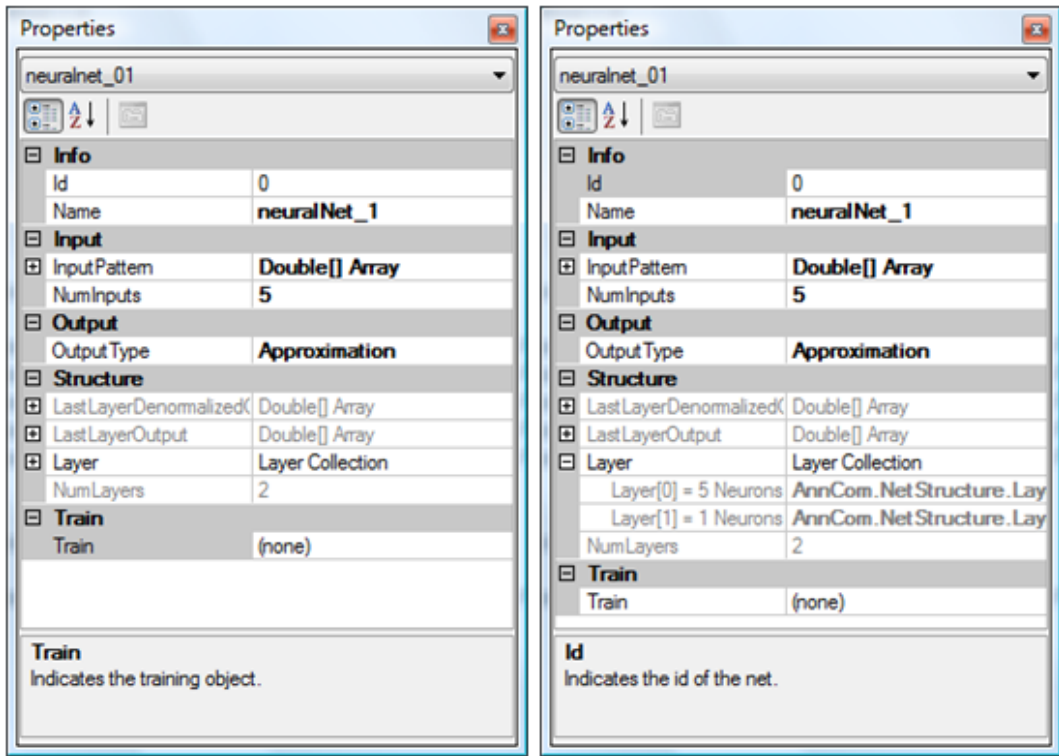 Properties
neuralnet_01
A
Z
Info
Id 0
Name neuralNet_1
Input
InputPattern Double[] Array
NumInputs 5
Output
OutputType Approximation
Structure
LastLayerDenormalized( Double[] Array
LastLayerOutput Double[] Array
Layer Layer Collection
NumLayers 2
Train
Train (none)
Train
Indicates the training object.
Properties
neuralnet_01
A
Z
Info
Id 0
Name neuralNet_1
Input
InputPattern Double[] Array
NumInputs 5
Output
OutputType Approximation
Structure
LastLayerDenormalized( Double[] Array
LastLayerOutput Double[] Array
Layer Layer Collection
Layer[0] = 5 Neurons AnnCom.NetStructure.Lay
Layer[1] = 1 Neurons AnnCom.NetStructure.Lay
NumLayers 2
Train
Train (none)
Id
Indicates the id of the net.